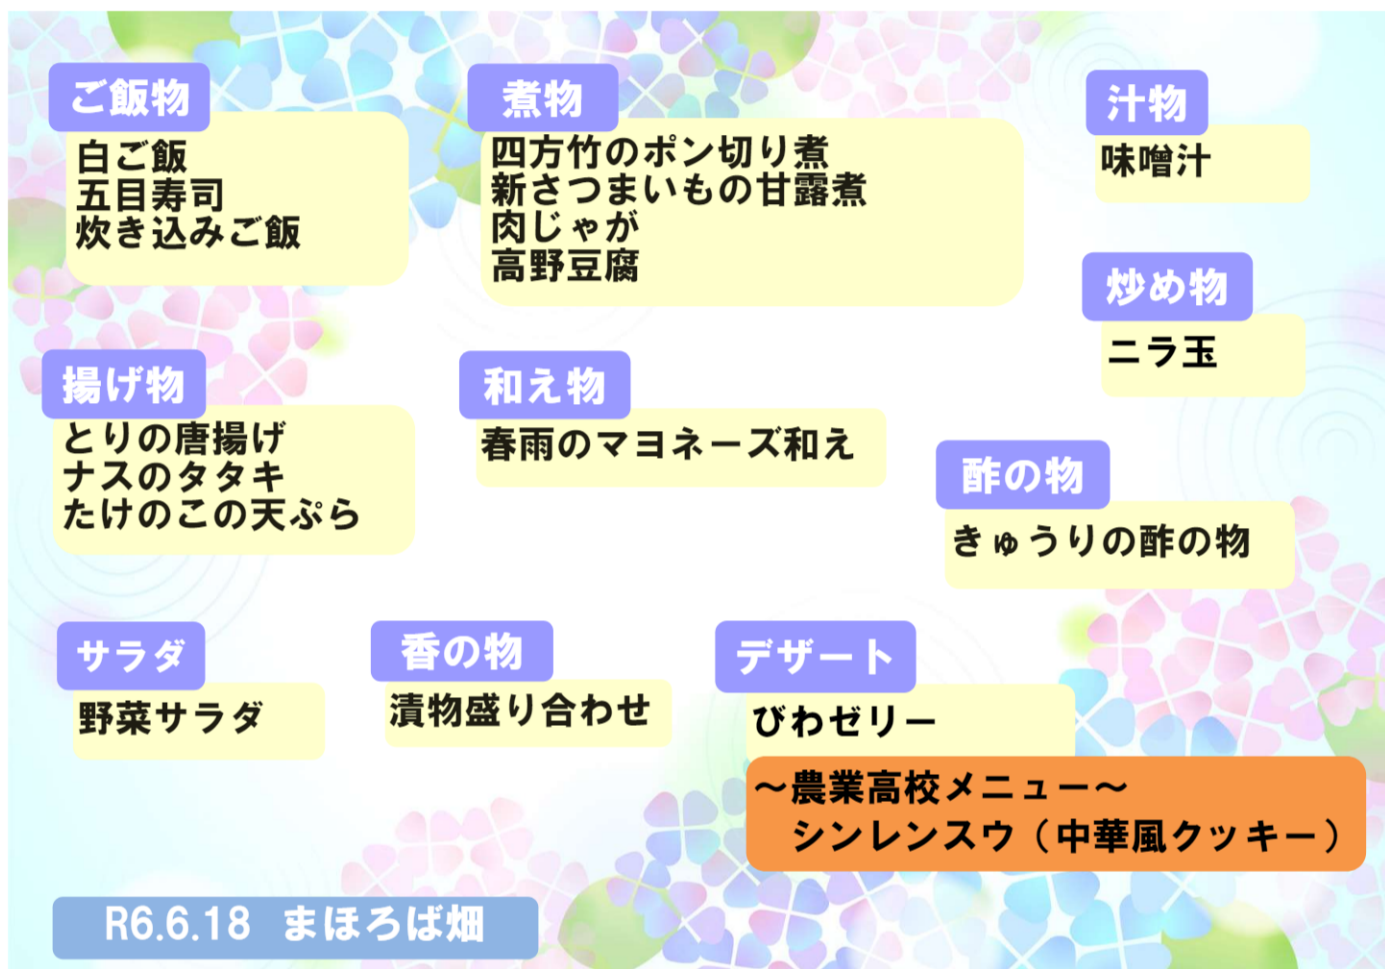 ご飯物
白ご飯
五目寿司
炊き込みご飯
煮物
四方竹のポン切り煮
新さつまいもの甘露煮
肉じゃが
高野豆腐
汁物
味噌汁
炒め物
ニラ玉
揚げ物
とりの唐揚げ
ナスのタタキ
たけのこの天ぷら
和え物
春雨のマヨネーズ和え
酢の物
きゅうりの酢の物
サラダ
野菜サラダ
香の物
漬物盛り合わせ
デザート
びわゼリー
～農業高校メニュー～
シンレンスウ（中華風クッキー）
R6.6.18 まほろば畑